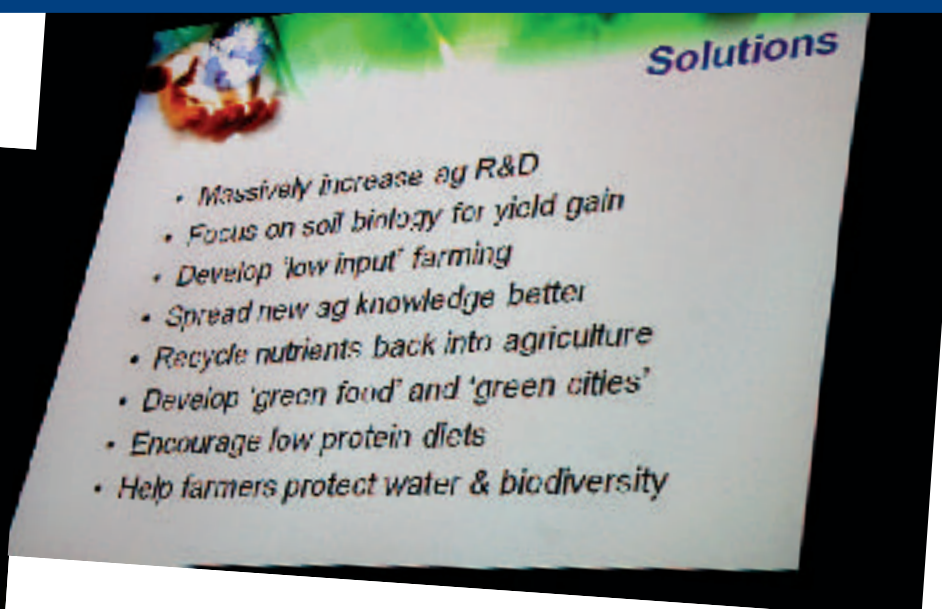 Solutions
• Massively increase ag R&D
• Focus on soil biology for yield gain
• Develop 'low input' farming
• Spread new ag knowledge better
• Recycle nutrients back into agriculture
• Develop 'green food' and 'green cities'
• Encourage low protein diets
• Help farmers protect water & biodiversity